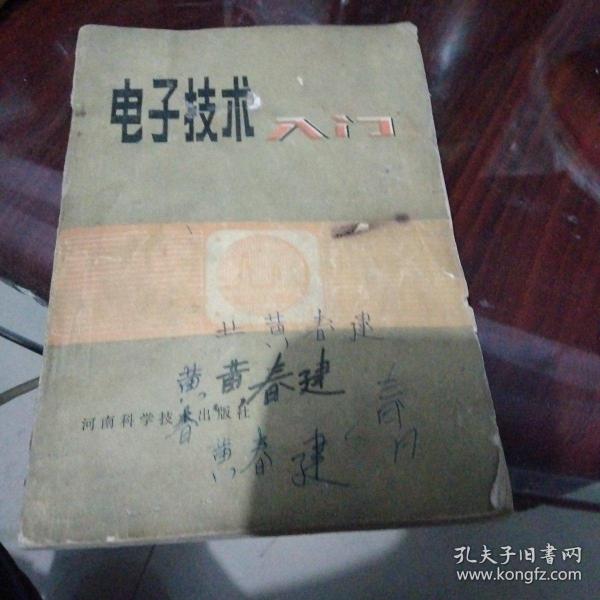 电子技术 入门
黄春建
黄黄春建
春
河南科学技术出版社
黄春建
孔夫子旧书网
www.kongfz.com